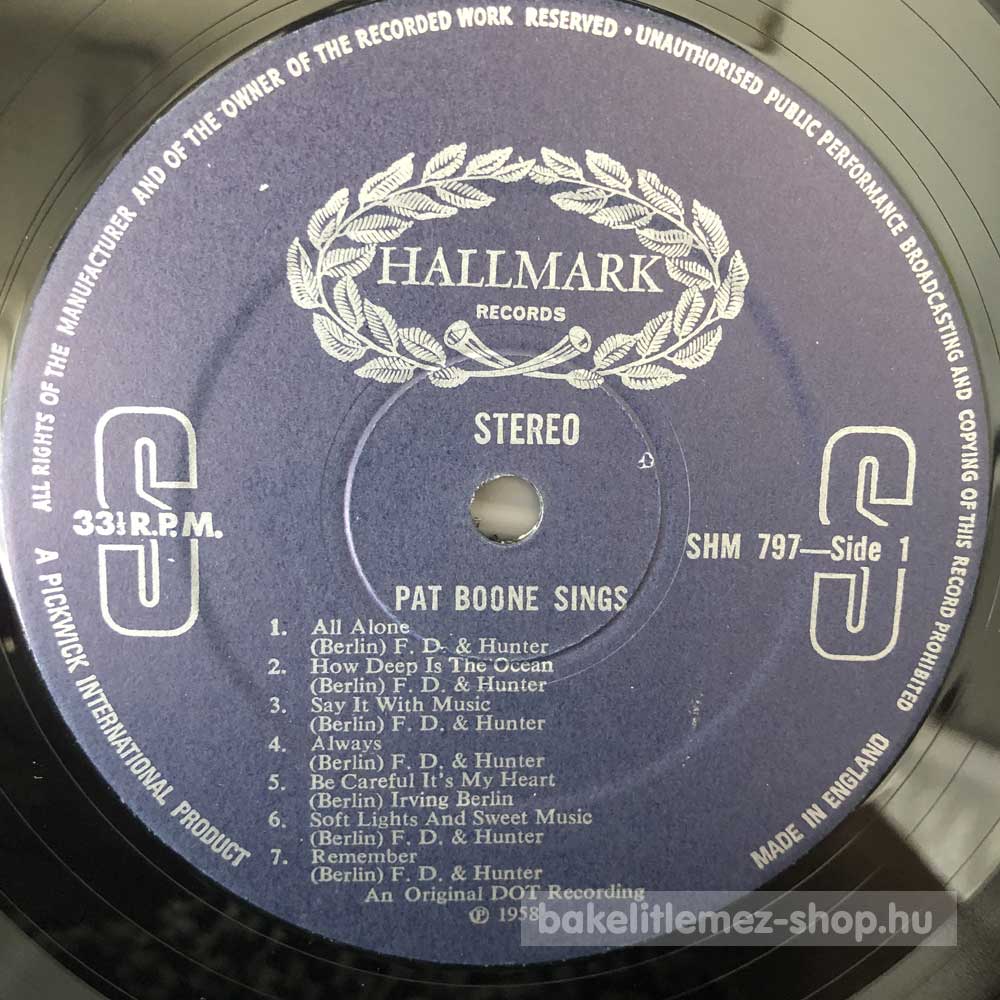 ALL RIGHTS OF THE MANUFACTURER AND OF THE OWNER OF THE RECORDED WORK RESERVED • UNAUTHORISED PUBLIC PERFORMANCE BROADCASTING AND COPYING OF THIS RECORD PROHIBITED
HALLMARK
RECORDS
STEREO
S
33⅓ R.P.M.
S
SHM 797—Side 1
PAT BOONE SINGS
1. All Alone
(Berlin) F. D. & Hunter
2. How Deep Is The Ocean
(Berlin) F. D. & Hunter
3. Say It With Music
(Berlin) F. D. & Hunter
4. Always
(Berlin) F. D. & Hunter
5. Be Careful It's My Heart
(Berlin) Irving Berlin
6. Soft Lights And Sweet Music
(Berlin) F. D. & Hunter
7. Remember
(Berlin) F. D. & Hunter
An Original DOT Recording
℗ 1958
A PICKWICK INTERNATIONAL PRODUCT
MADE IN ENGLAND
bakelitlemez-shop.hu